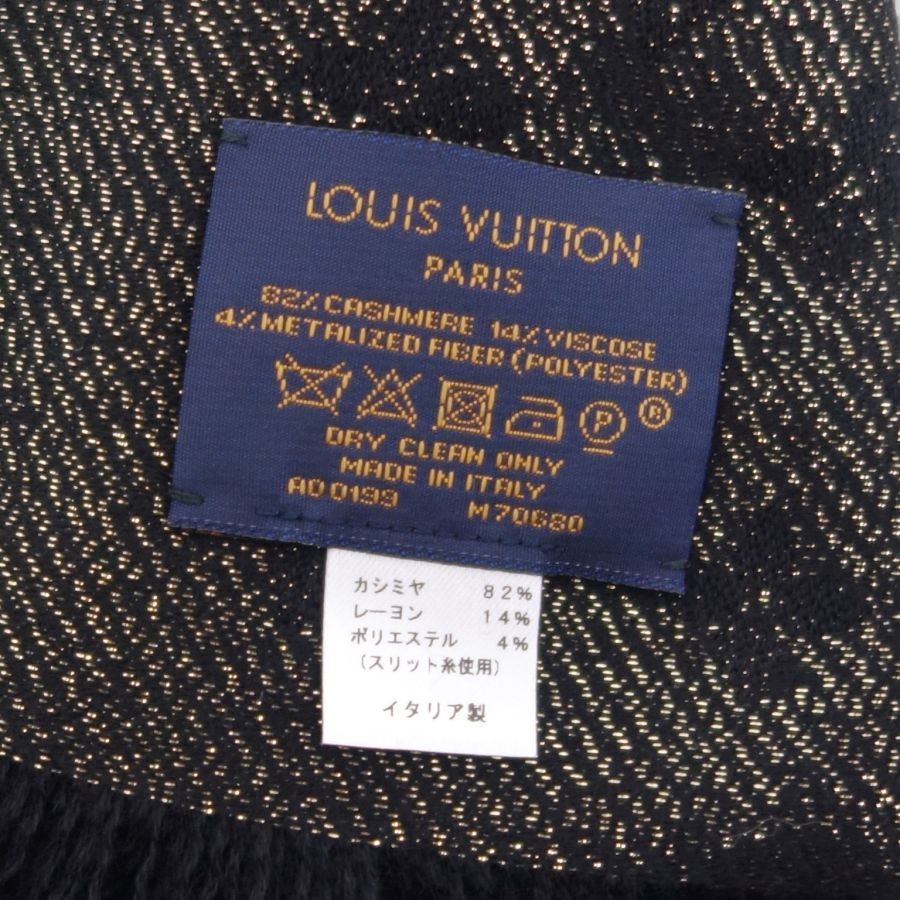 LOUIS VUITTON
PARIS
82% CASHMERE 14% VISCOSE
4% METALIZED FIBER (POLYESTER)
P ®
DRY CLEAN ONLY
MADE IN ITALY
AO0199 M70680
カシミヤ 82%
レーヨン 14%
ポリエステル 4%
(スリット糸使用)
イタリア製